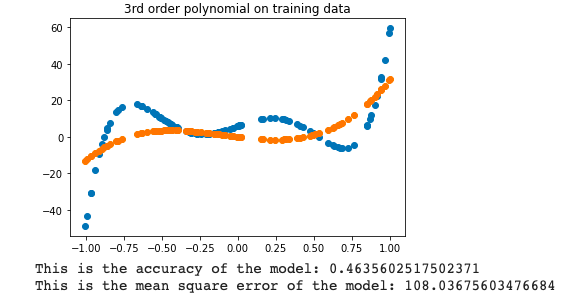 3rd order polynomial on training data
60
40
20
0
−20
−40
−1.00 −0.75 −0.50 −0.25 0.00 0.25 0.50 0.75 1.00
This is the accuracy of the model: 0.4635602517502371
This is the mean square error of the model: 108.03675603476684